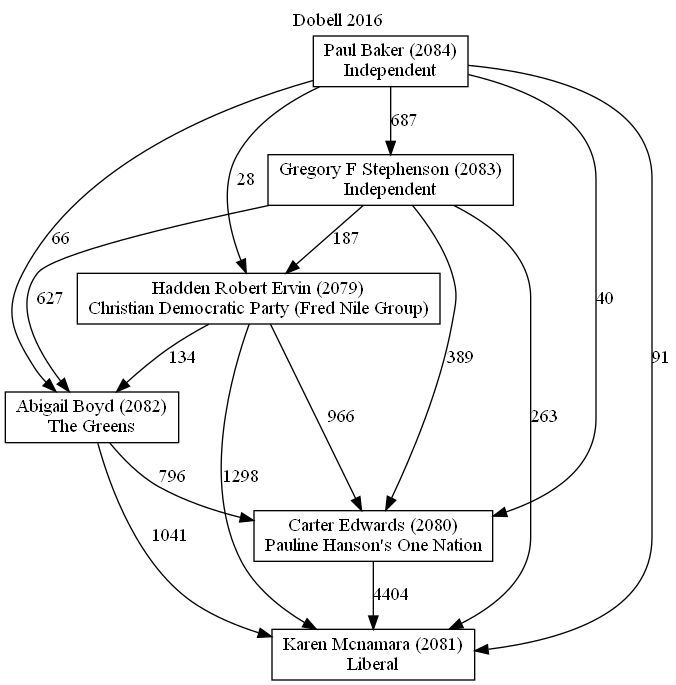 Dobell 2016
Paul Baker (2084)
Independent
687
Gregory F Stephenson (2083)
Independent
28
187
66
627
Hadden Robert Ervin (2079)
Christian Democratic Party (Fred Nile Group)
40
91
134
389
Abigail Boyd (2082)
The Greens
966
263
796
1298
1041
Carter Edwards (2080)
Pauline Hanson's One Nation
4404
Karen Mcnamara (2081)
Liberal